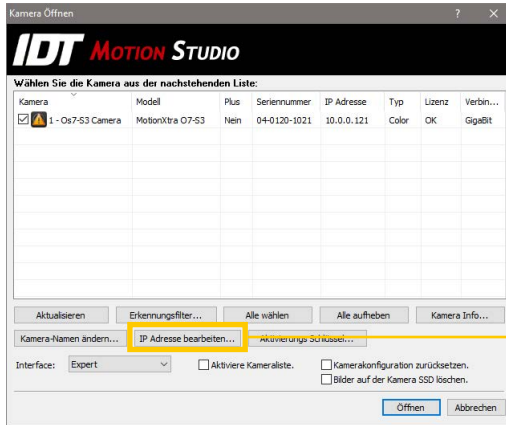 Kamera Öffnen
IDT MOTION STUDIO
Wählen Sie die Kamera aus der nachstehenden Liste:
Kamera Modell Plus Seriennummer IP Adresse Typ Lizenz Verbin...
1 - Os7-S3 Camera MotionXtra O7-S3 Nein 04-0120-1021 10.0.0.121 Color OK GigaBit
Aktualisieren Erkennungsfilter... Alle wählen Alle aufheben Kamera Info...
Kamera-Namen ändern... IP Adresse bearbeiten... Aktivierungs Schlüssel...
Interface: Expert Aktiviere Kameraliste. Kamerakonfiguration zurücksetzen.
Bilder auf der Kamera SSD löschen.
Öffnen Abbrechen